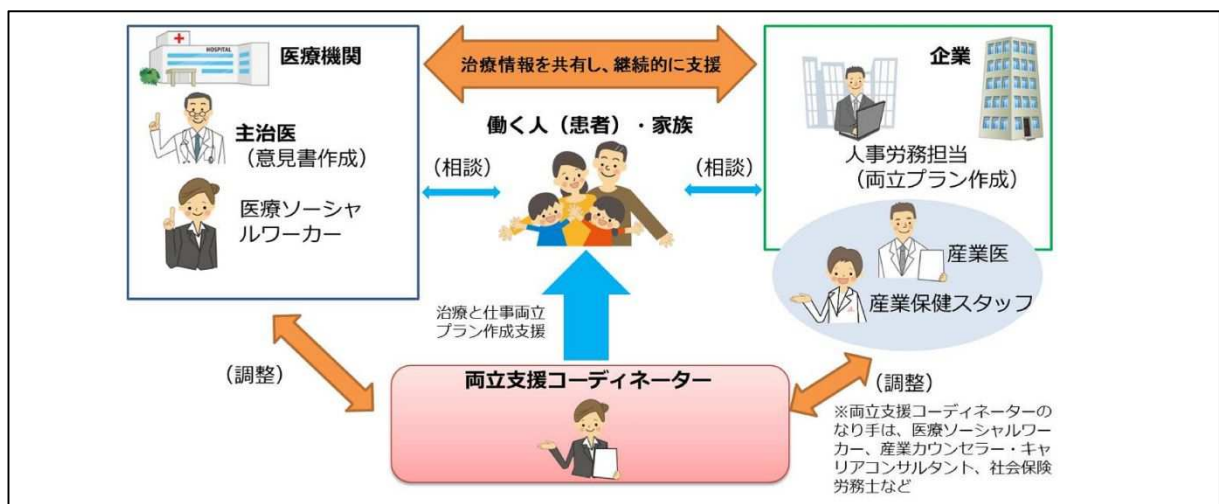 HOSPITAL
医療機関
治療情報を共有し、継続的に支援
企業
主治医
（意見書作成）
医療ソーシャ
ルワーカー
働く人（患者）・家族
（相談）
（相談）
人事労務担当
（両立プラン作成）
産業医
産業保健スタッフ
治療と仕事両立
プラン作成支援
（調整）
両立支援コーディネーター
（調整）
※両立支援コーディネーターの
なり手は、医療ソーシャルワー
カー、産業カウンセラー・キャ
リアコンサルタント、社会保険
労務士など